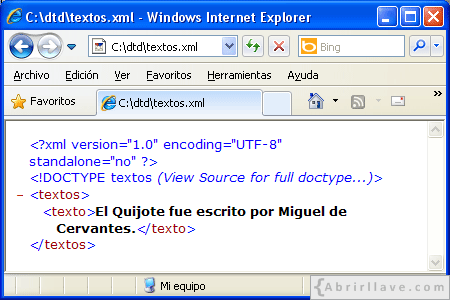 C:\dtd\textos.xml - Windows Internet Explorer
C:\dtd\textos.xml
Bing
Archivo Edición Ver Favoritos Herramientas Ayuda
Favoritos
C:\dtd\textos.xml
<?xml version="1.0" encoding="UTF-8"
standalone="no" ?>
<!DOCTYPE textos (View Source for full doctype...)>
- <textos>
<texto>El Quijote fue escrito por Miguel de
Cervantes.</texto>
</textos>
Mi equipo
{Abrirllave.com